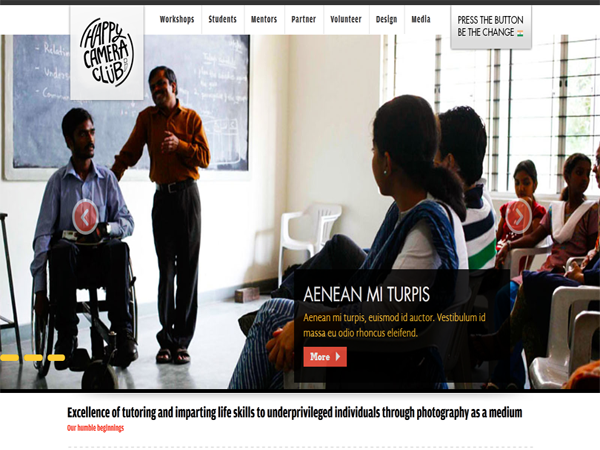 HAPPY
CAMERA
CLUB
Workshops Students Mentors Partner Volunteer Design Media
PRESS THE BUTTON
BE THE CHANGE
AENEAN MI TURPIS
Aenean mi turpis, euismod id auctor. Vestibulum id
massa eu odio rhoncus eleifend.
More
Excellence of tutoring and imparting life skills to underprivileged individuals through photography as a medium
Our humble beginnings